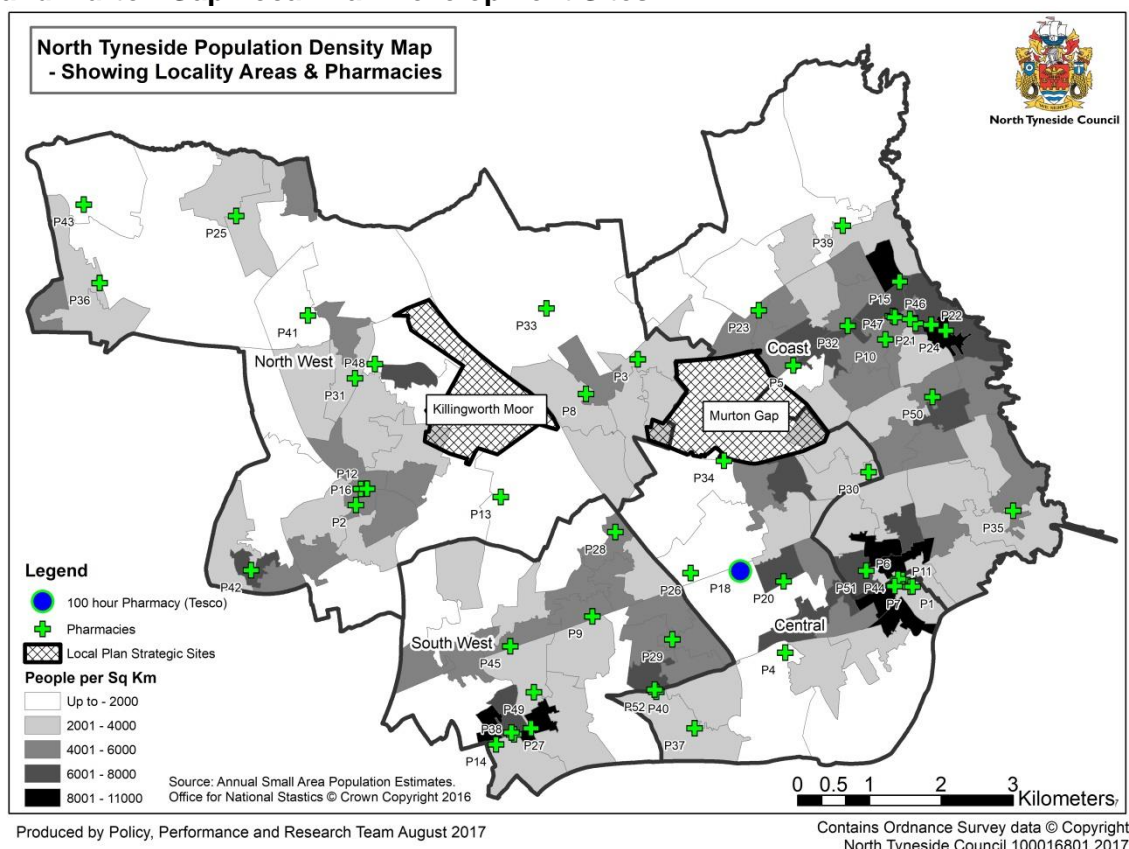 North Tyneside Population Density Map
- Showing Locality Areas & Pharmacies
North Tyneside Council
P43
P25
P39
P36
P15
P46
P22
P41
P33
P23
P47
P32
P21
P24
P10
North West
P48
Coast
P3
P5
P31
Killingworth Moor
P8
Murton Gap
P50
P12
P34
P16
P30
P13
P2
P35
P28
Legend
P42
P6
P11
100 hour Pharmacy (Tesco)
P26
P18
P20
P51
P44
P1
P7
Pharmacies
P9
Central
Local Plan Strategic Sites
South West
P45
P29
P4
People per Sq Km
Up to - 2000
2001 - 4000
P49
P52
P40
4001 - 6000
P38
P27
P37
6001 - 8000
P14
8001 - 11000
Source: Annual Small Area Population Estimates.
Office for National Stastics © Crown Copyright 2016
0 0.5 1 2 3
Kilometers
7
Produced by Policy, Performance and Research Team August 2017
Contains Ordnance Survey data © Copyright
North Tyneside Council 100016801 2017